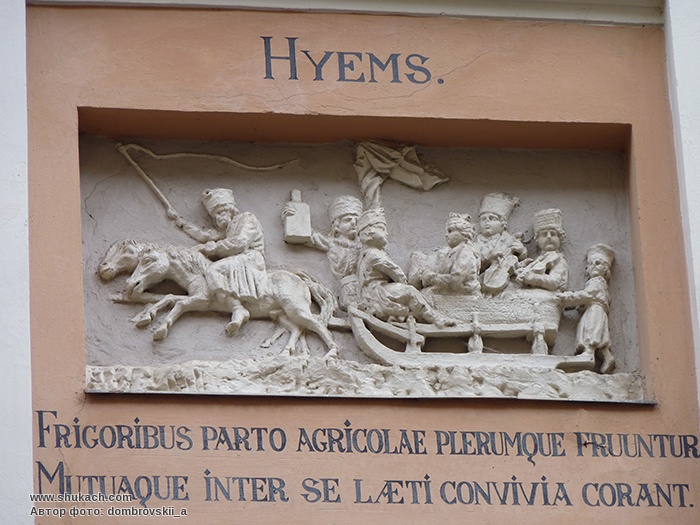 HYEMS.
FRIGORIBUS PARTO AGRICOLAE PLERUMQUE FRUUNTUR
MUTUAQUE INTER SE LÆTI CONVIVIA CORANT.
www.shukach.com
Автор фото: dombrovskii_a